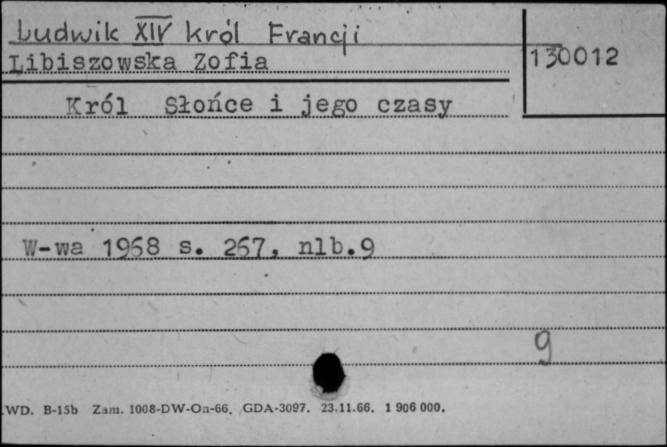 Ludwik XIV król Francji
Libiszowska Zofia
130012
Król Słońce i jego czasy
W-wa 1968 s. 267, nlb.9
9
WD. B-15b Zam. 1008-DW-On-66. GDA-3097. 23.11.66. 1 906 000.